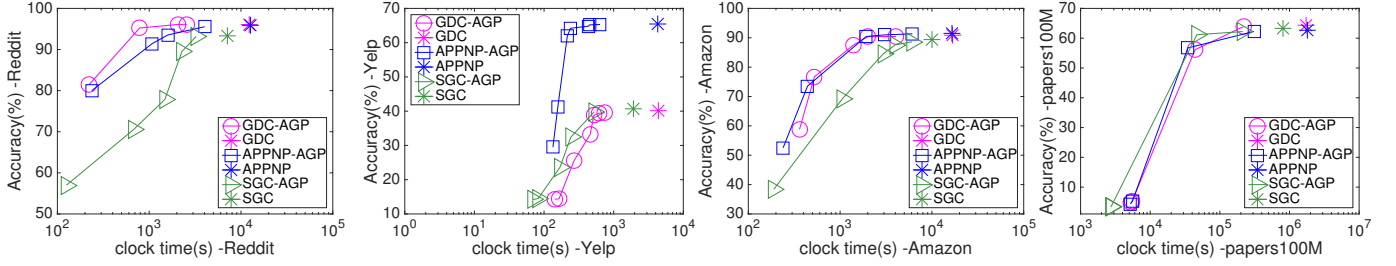 Accuracy(%) -Reddit
100
90
80
70
60
50
10^2
10^3
10^4
10^5
clock time(s) -Reddit
GDC-AGP
GDC
APPNP-AGP
APPNP
SGC-AGP
SGC
Accuracy(%) -Yelp
70
60
50
40
30
20
10
10^0
10^1
10^2
10^3
10^4
clock time(s) -Yelp
GDC-AGP
GDC
APPNP-AGP
APPNP
SGC-AGP
SGC
Accuracy(%) -Amazon
100
90
80
70
60
50
40
30
10^2
10^3
10^4
10^5
clock time(s) -Amazon
GDC-AGP
GDC
APPNP-AGP
APPNP
SGC-AGP
SGC
Accuracy(%) -papers100M
70
60
50
40
30
20
10
10^3
10^4
10^5
10^6
10^7
clock time(s) -papers100M
GDC-AGP
GDC
APPNP-AGP
APPNP
SGC-AGP
SGC